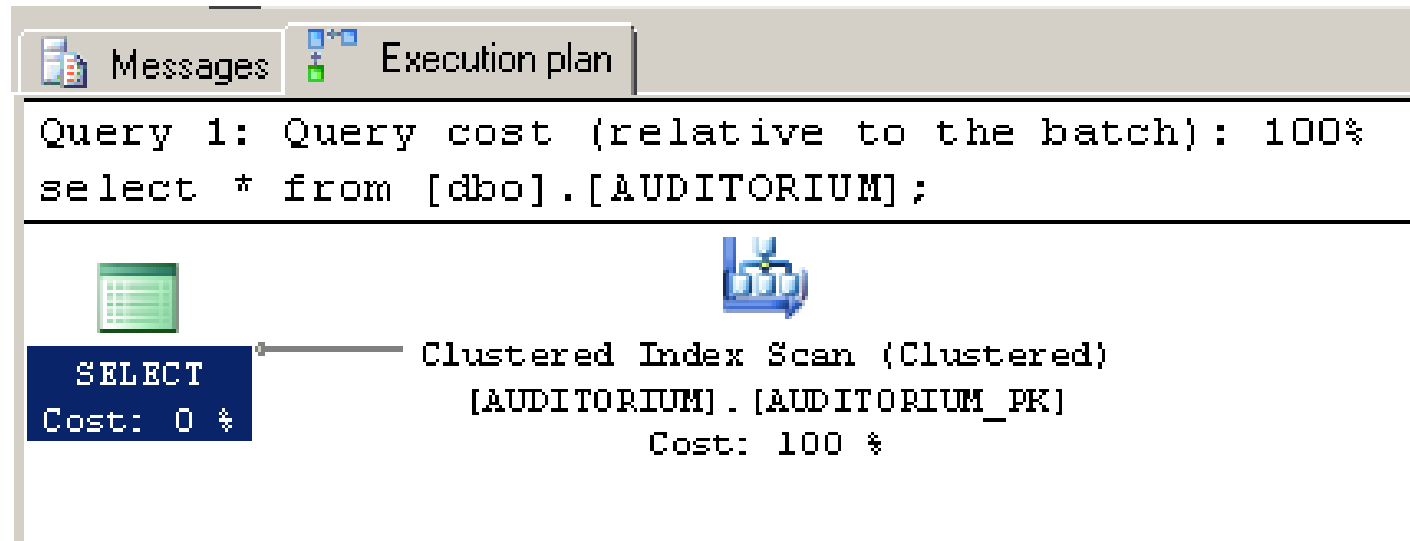 Messages
Execution plan
Query 1: Query cost (relative to the batch): 100%
select * from [dbo].[AUDITORIUM];
SELECT
Cost: 0 %
Clustered Index Scan (Clustered)
[AUDITORIUM].[AUDITORIUM_PK]
Cost: 100 %